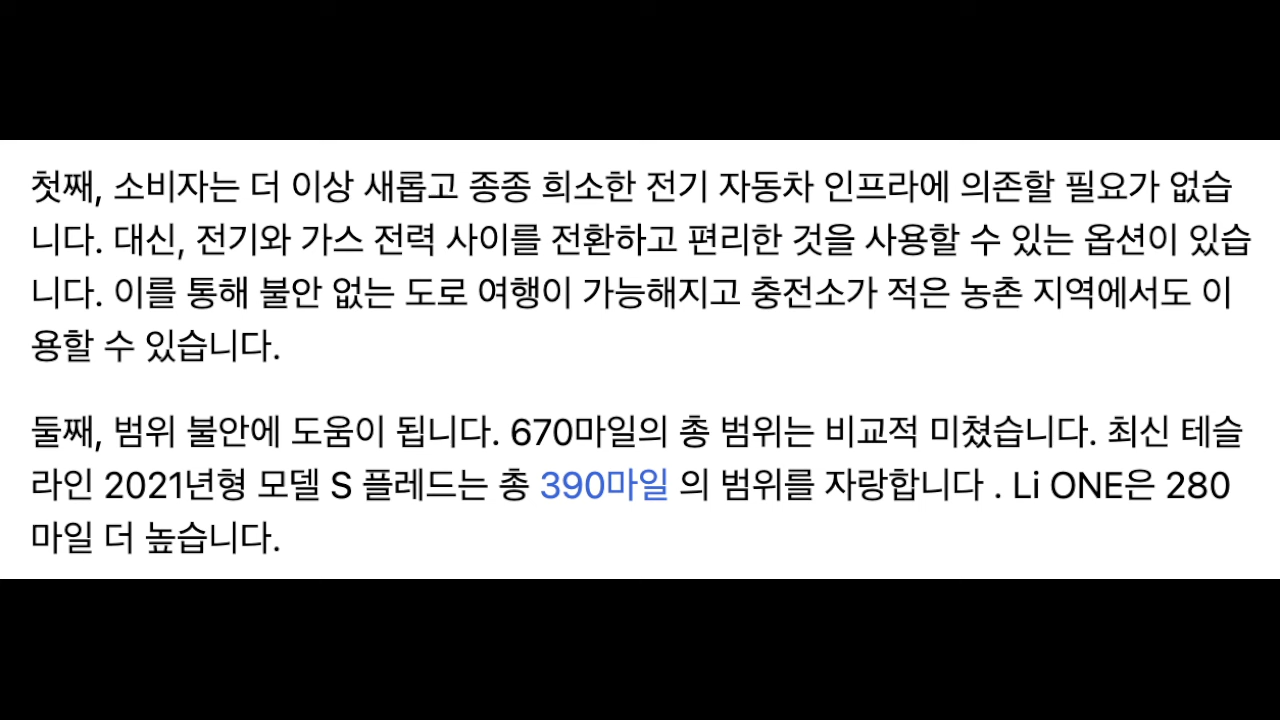 첫째, 소비자는 더 이상 새롭고 종종 희소한 전기 자동차 인프라에 의존할 필요가 없습
니다. 대신, 전기와 가스 전력 사이를 전환하고 편리한 것을 사용할 수 있는 옵션이 있습
니다. 이를 통해 불안 없는 도로 여행이 가능해지고 충전소가 적은 농촌 지역에서도 이
용할 수 있습니다.
둘째, 범위 불안에 도움이 됩니다. 670마일의 총 범위는 비교적 미쳤습니다. 최신 테슬
라인 2021년형 모델 S 플레드는 총 390마일 의 범위를 자랑합니다 . Li ONE은 280
마일 더 높습니다.